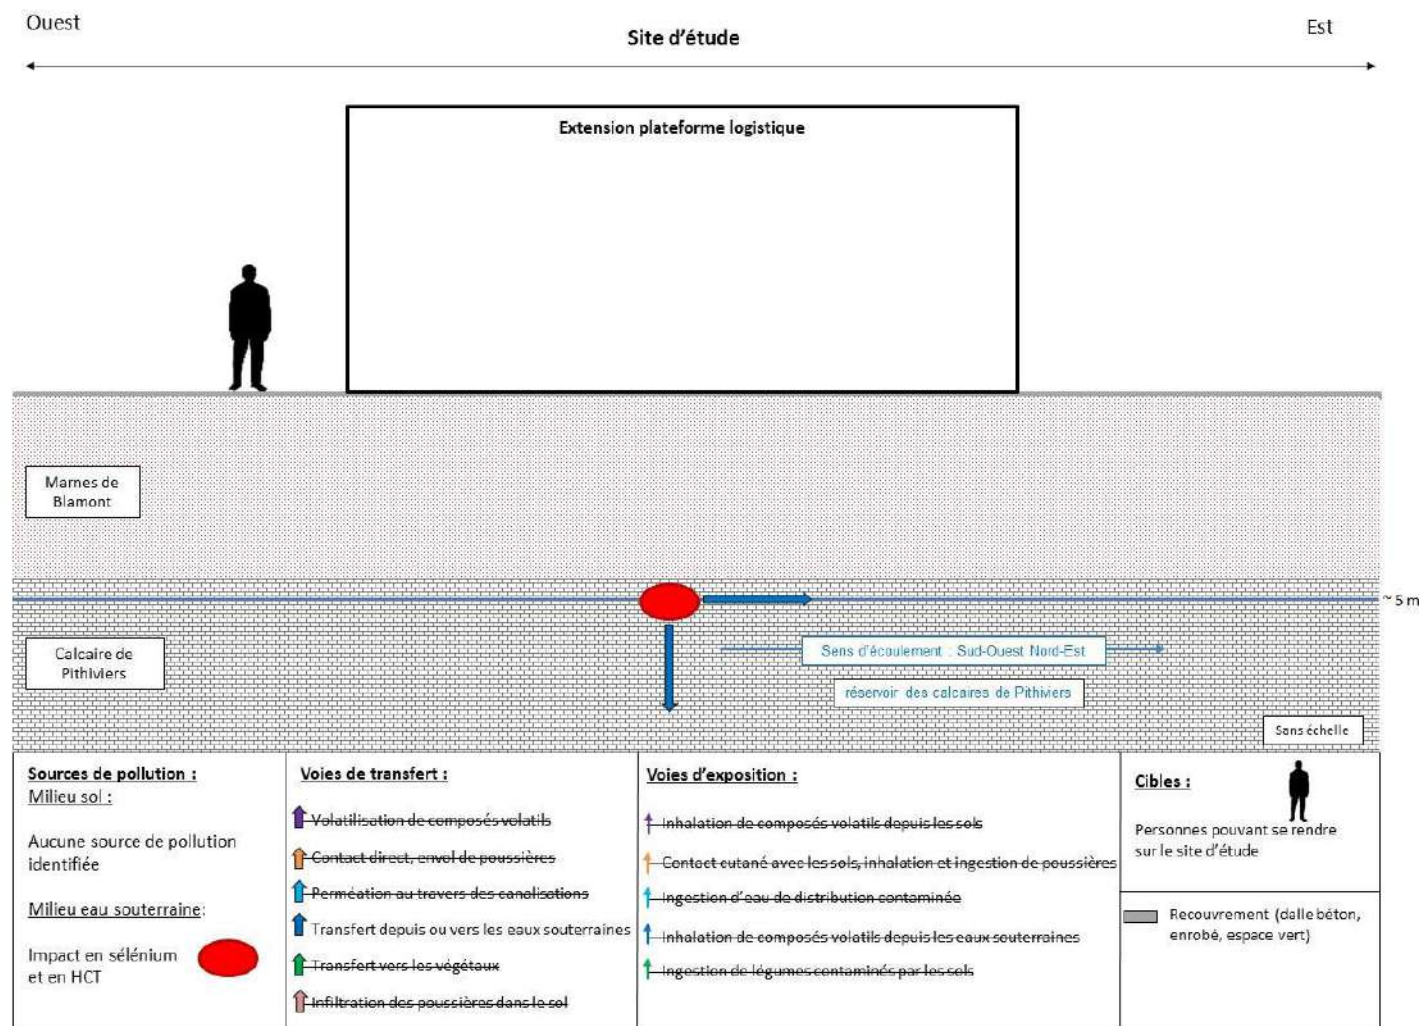 Ouest
Est
Site d'étude
Extension plateforme logistique
Marnes de
Blamont
~ 5 m
Calcaire de
Pithiviers
Sens d'écoulement : Sud-Ouest Nord-Est
réservoir des calcaires de Pithiviers
Sans échelle
Sources de pollution :
Milieu sol :
Aucune source de pollution
identifiée
Milieu eau souterraine:
Impact en sélénium
et en HCT
Voies de transfert :
Volatilisation de composés volatils
Contact direct, envol de poussières
Perméation au travers des canalisations
Transfert depuis ou vers les eaux souterraines
Transfert vers les végétaux
Infiltration des poussières dans le sol
Voies d'exposition :
Inhalation de composés volatils depuis les sols
Contact cutané avec les sols, inhalation et ingestion de poussières
Ingestion d'eau de distribution contaminée
Inhalation de composés volatils depuis les eaux souterraines
Ingestion de légumes contaminés par les sols
Cibles :
Personnes pouvant se rendre
sur le site d'étude
Recouvrement (dalle béton,
enrobé, espace vert)